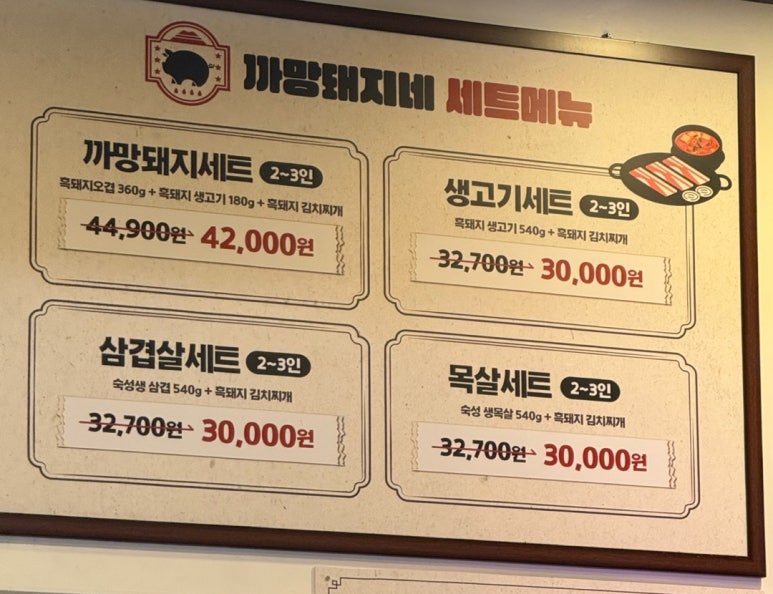 까망돼지네 세트메뉴
까망돼지세트 2~3인
흑돼지오겹 360g + 흑돼지 생고기 180g + 흑돼지 김치찌개
44,900원 42,000원
생고기세트 2~3인
흑돼지 생고기 540g + 흑돼지 김치찌개
32,700원 30,000원
삼겹살세트 2~3인
숙성생 삼겹 540g + 흑돼지 김치찌개
32,700원 30,000원
목살세트 2~3인
숙성 생목살 540g + 흑돼지 김치찌개
32,700원 30,000원